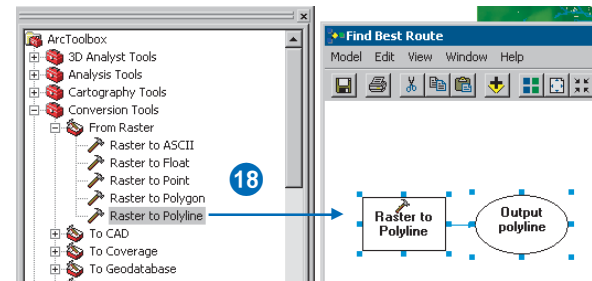 ArcToolbox
3D Analyst Tools
Analysis Tools
Cartography Tools
Conversion Tools
From Raster
Raster to ASCII
Raster to Float
Raster to Point
Raster to Polygon
Raster to Polyline
To CAD
To Coverage
To Geodatabase
18
Find Best Route
Model Edit View Window Help
Raster to
Polyline
Output
polyline